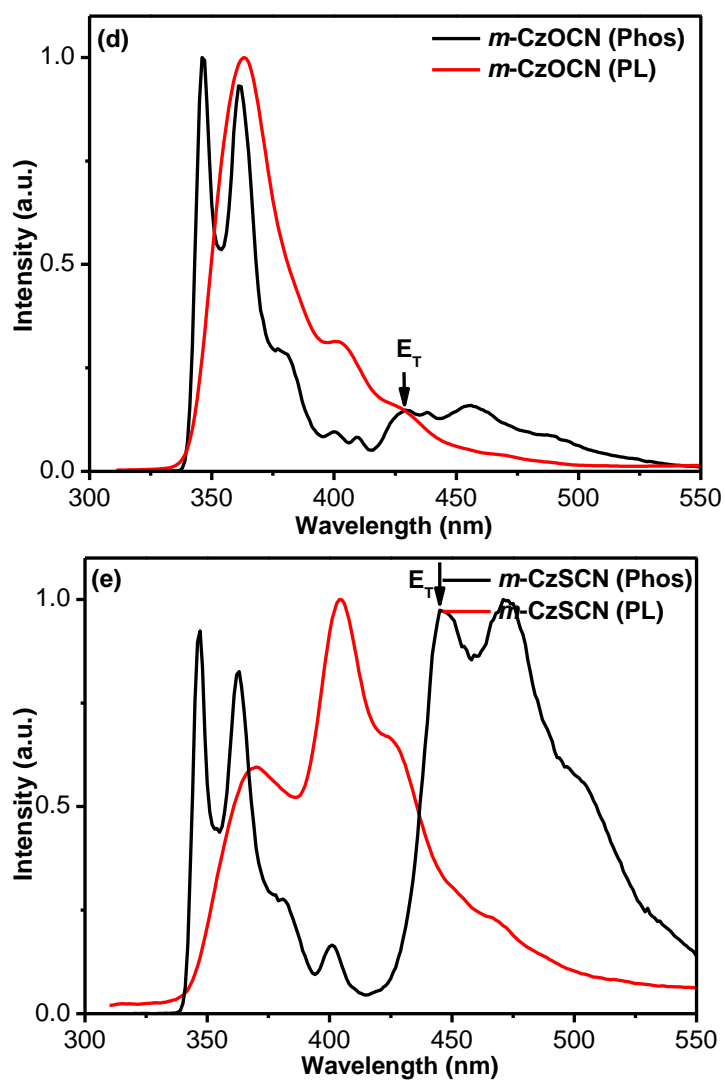 (d)
m-CzOCN (Phos)
m-CzOCN (PL)
1.0
0.5
0.0
Intensity (a.u.)
E_T
300 350 400 450 500 550
Wavelength (nm)
(e)
E_T
m-CzSCN (Phos)
m-CzSCN (PL)
1.0
0.5
0.0
Intensity (a.u.)
300 350 400 450 500 550
Wavelength (nm)